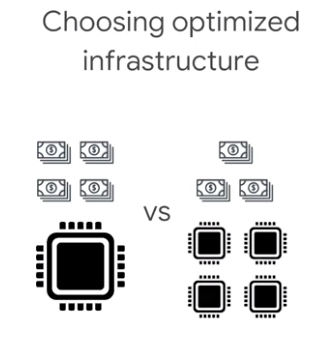 Choosing optimized
infrastructure
vs